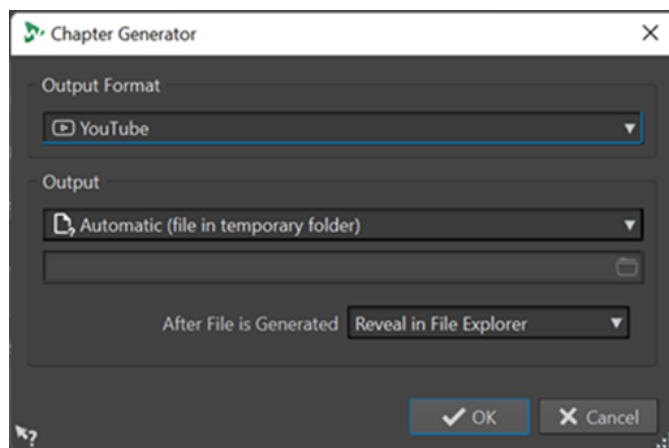 Chapter Generator
Output Format
YouTube
Output
Automatic (file in temporary folder)
After File is Generated Reveal in File Explorer
OK Cancel